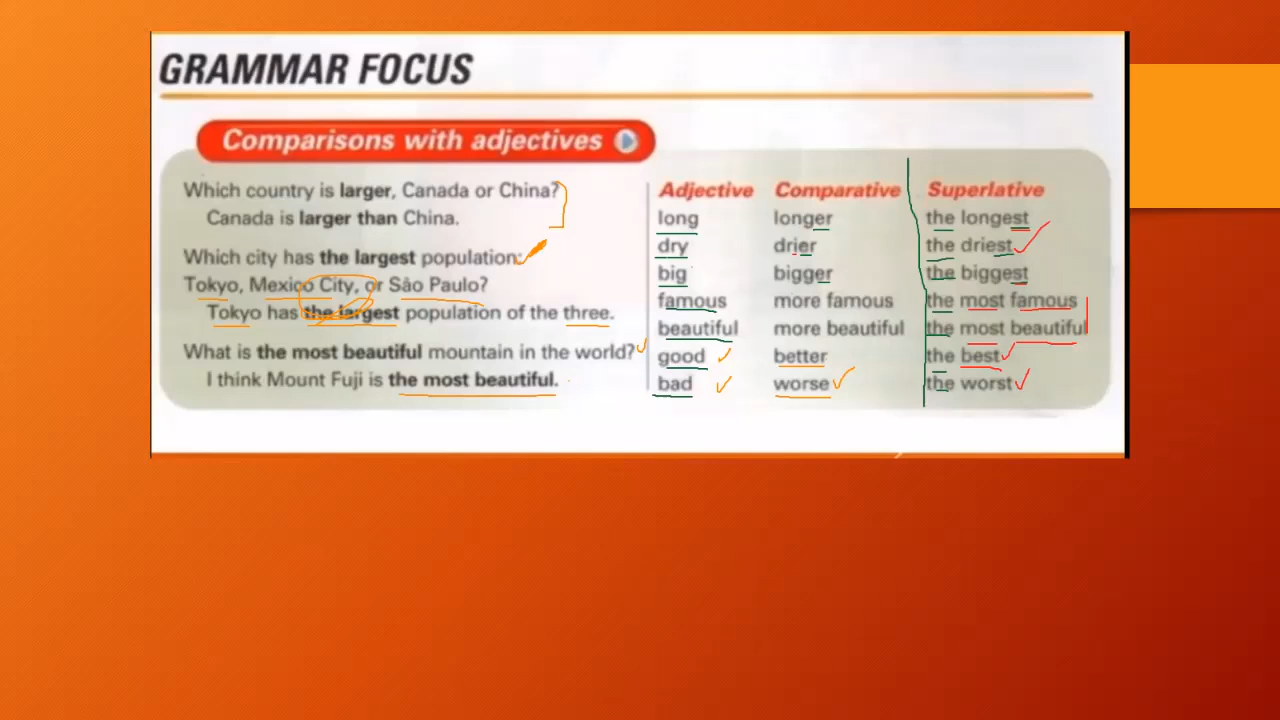 GRAMMAR FOCUS
Comparisons with adjectives
Which country is larger, Canada or China?
Canada is larger than China.
Which city has the largest population:
Tokyo, Mexico City, or São Paulo?
Tokyo has the largest population of the three.
What is the most beautiful mountain in the world?
I think Mount Fuji is the most beautiful.
Adjective Comparative Superlative
long longer the longest
dry drier the driest
big bigger the biggest
famous more famous the most famous
beautiful more beautiful the most beautiful
good better the best
bad worse the worst